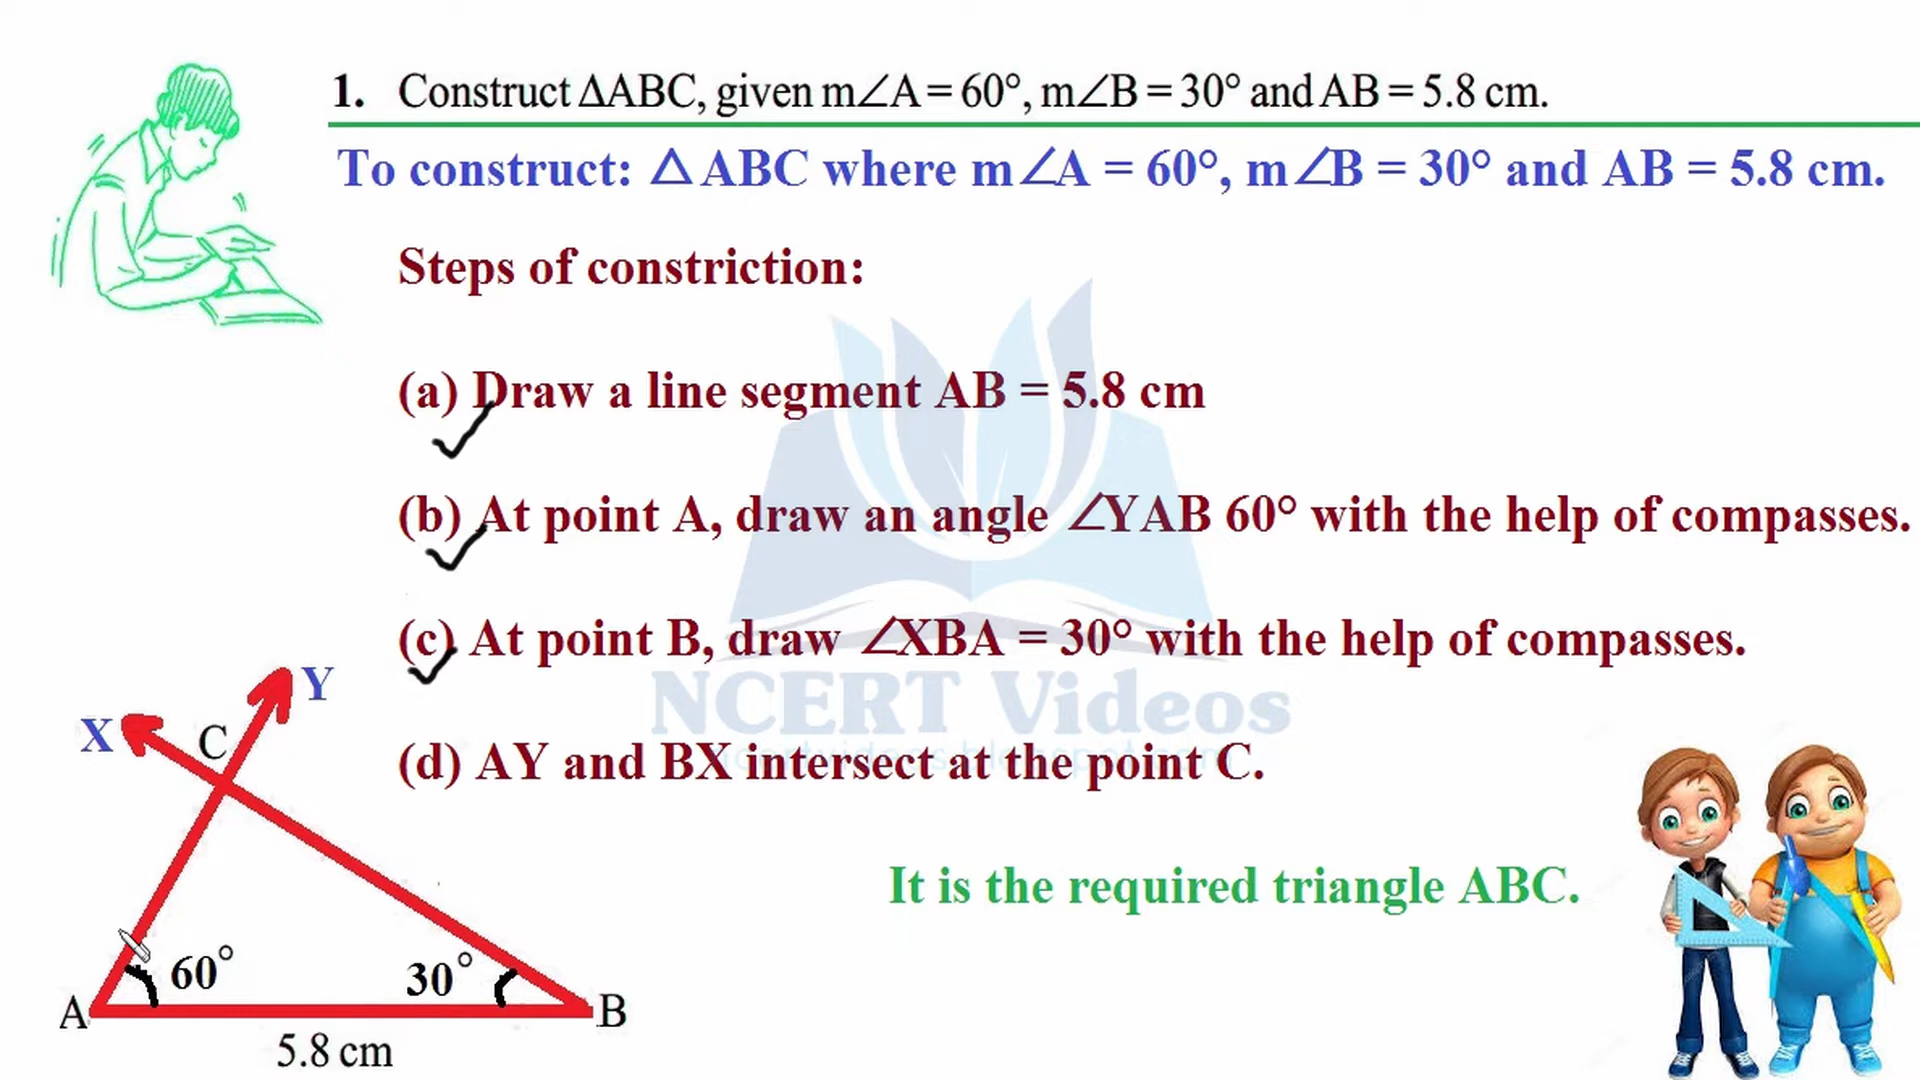 1. Construct ΔABC, given m∠A = 60°, m∠B = 30° and AB = 5.8 cm.
To construct: △ABC where m∠A = 60°, m∠B = 30° and AB = 5.8 cm.
Steps of constriction:
(a) Draw a line segment AB = 5.8 cm
(b) At point A, draw an angle ∠YAB 60° with the help of compasses.
(c) At point B, draw ∠XBA = 30° with the help of compasses.
NCERT Videos
(d) AY and BX intersect at the point C.
It is the required triangle ABC.
Y
X
C
60°
30°
A
B
5.8 cm